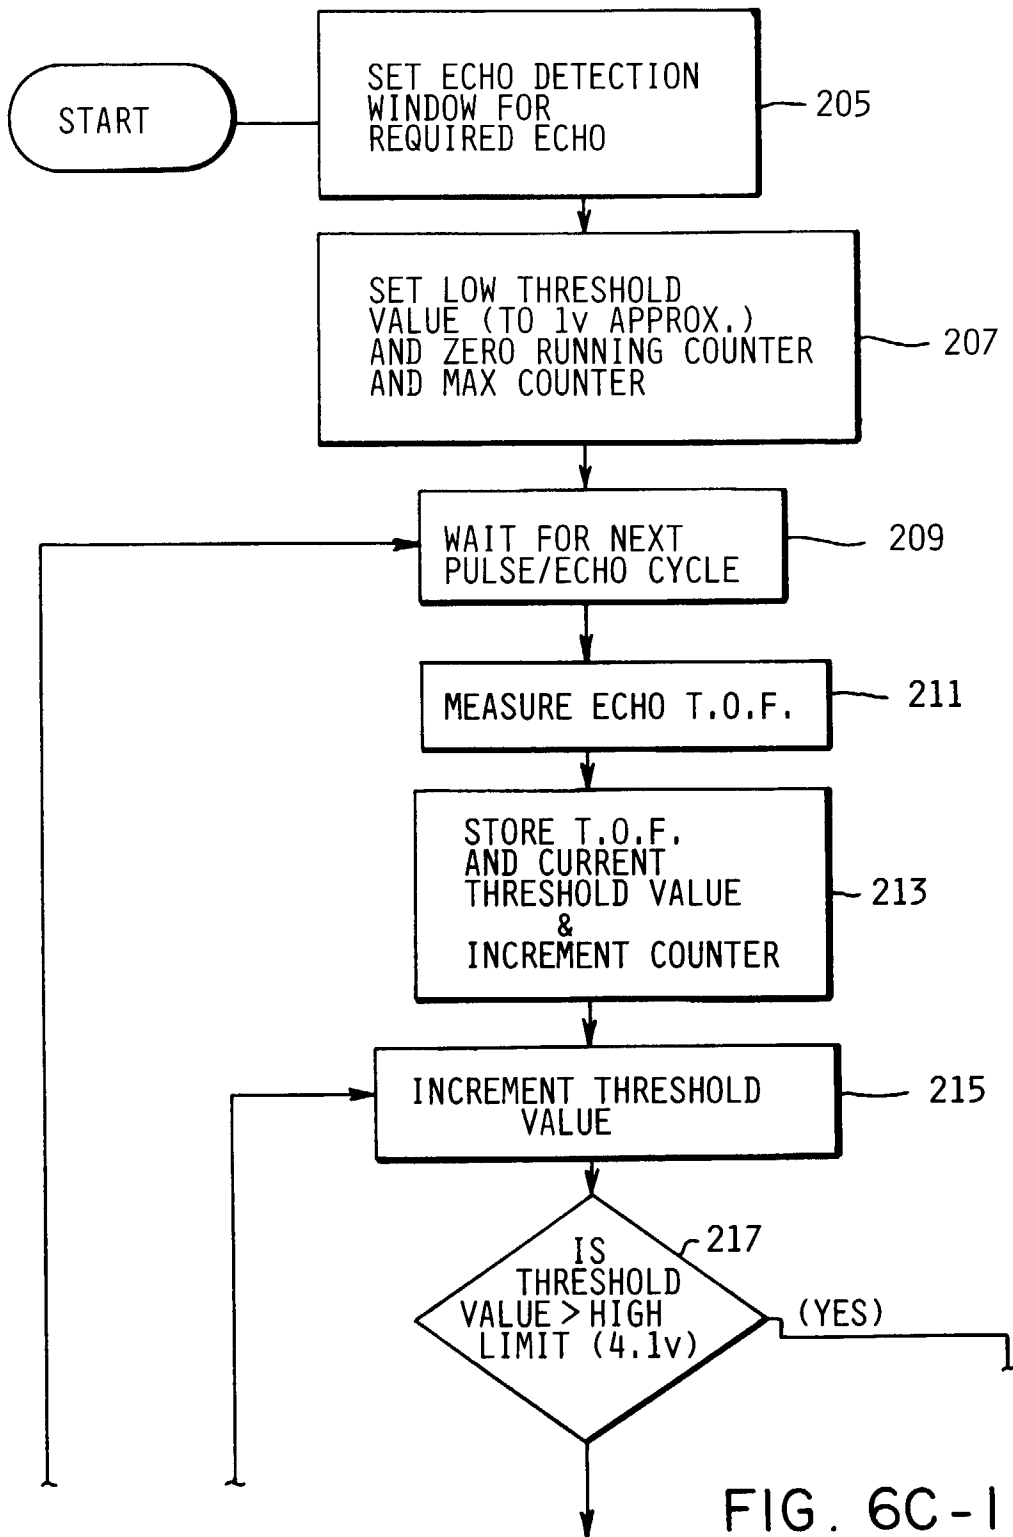 START
SET ECHO DETECTION
WINDOW FOR
REQUIRED ECHO
205
SET LOW THRESHOLD
VALUE (TO 1v APPROX.)
AND ZERO RUNNING COUNTER
AND MAX COUNTER
207
WAIT FOR NEXT
PULSE/ECHO CYCLE
209
MEASURE ECHO T.O.F.
211
STORE T.O.F.
AND CURRENT
THRESHOLD VALUE
&
INCREMENT COUNTER
213
INCREMENT THRESHOLD
VALUE
215
IS
THRESHOLD
VALUE > HIGH
LIMIT (4.1v)
217
(YES)
FIG. 6C-1